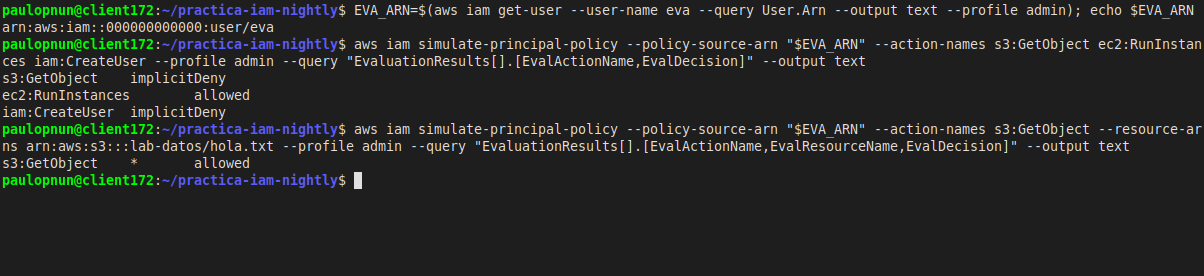 paulopnun@client172:~/practica-iam-nightly$ EVA_ARN=$(aws iam get-user --user-name eva --query User.Arn --output text --profile admin); echo $EVA_ARN
arn:aws:iam::000000000000:user/eva
paulopnun@client172:~/practica-iam-nightly$ aws iam simulate-principal-policy --policy-source-arn "$EVA_ARN" --action-names s3:GetObject ec2:RunInstan
ces iam:CreateUser --profile admin --query "EvaluationResults[].[EvalActionName,EvalDecision]" --output text
s3:GetObject    implicitDeny
ec2:RunInstances        allowed
iam:CreateUser  implicitDeny
paulopnun@client172:~/practica-iam-nightly$ aws iam simulate-principal-policy --policy-source-arn "$EVA_ARN" --action-names s3:GetObject --resource-ar
ns arn:aws:s3:::lab-datos/hola.txt --profile admin --query "EvaluationResults[].[EvalActionName,EvalResourceName,EvalDecision]" --output text
s3:GetObject    *       allowed
paulopnun@client172:~/practica-iam-nightly$